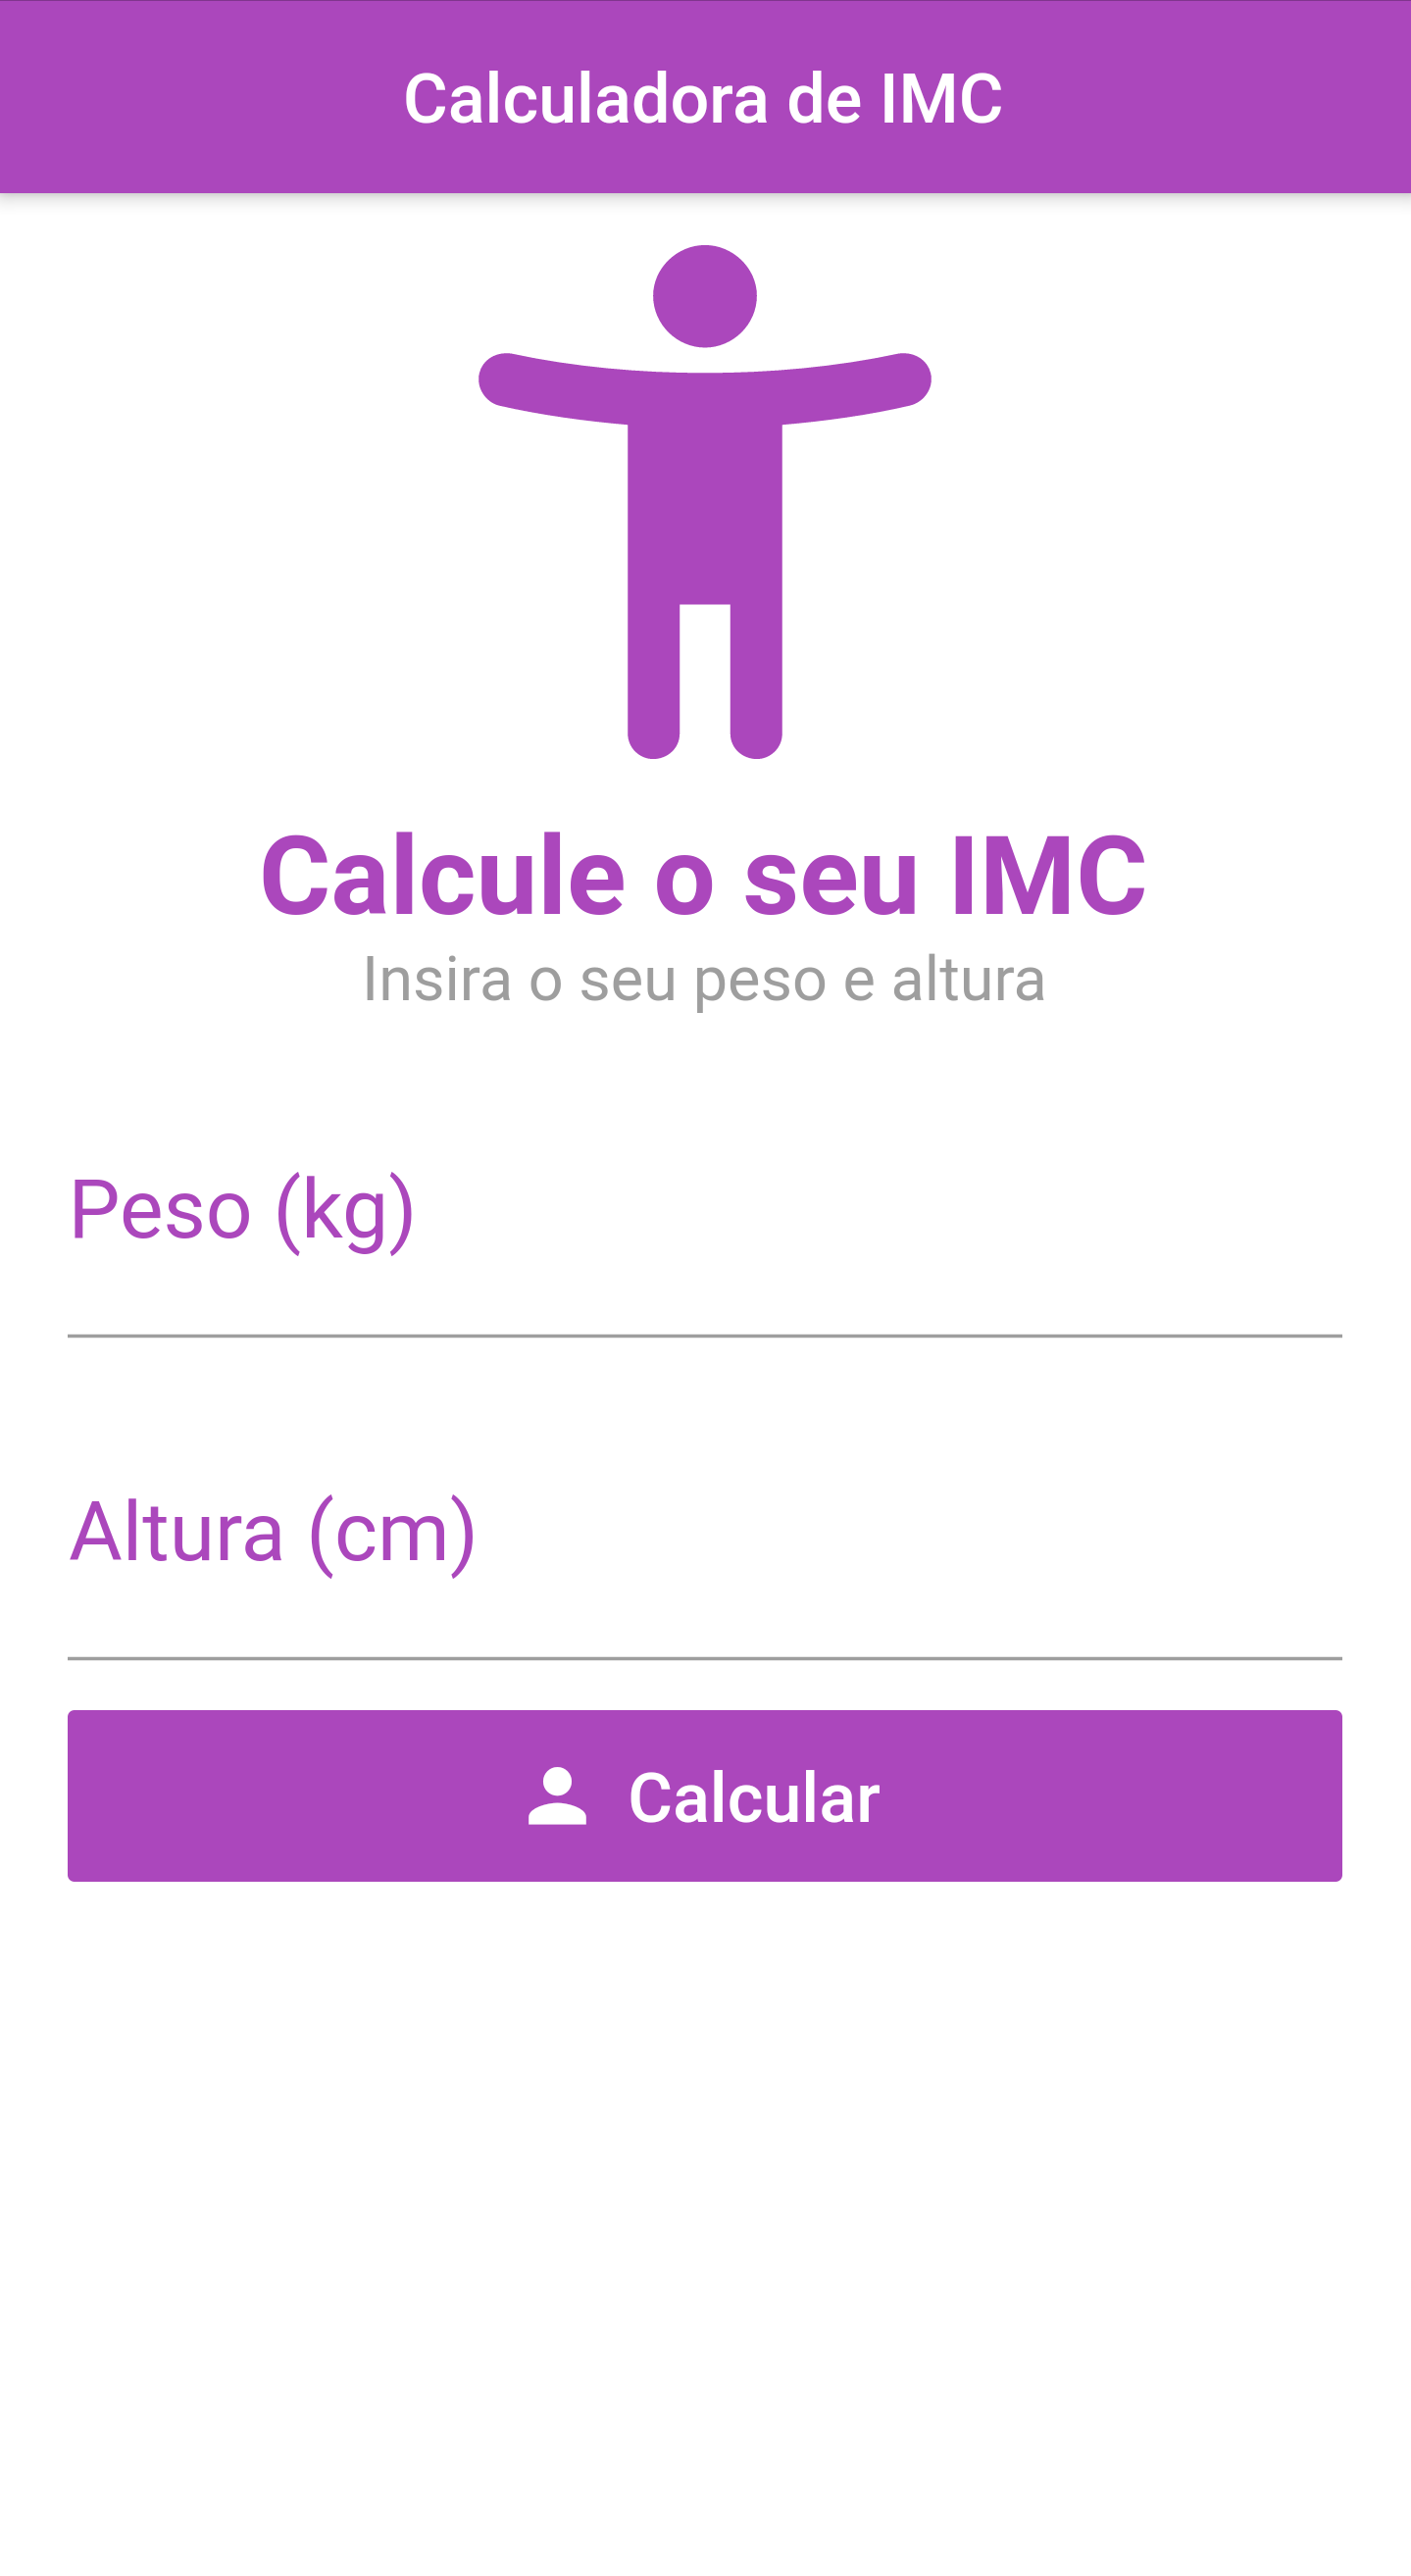 Calculadora de IMC
Calcule o seu IMC
Insira o seu peso e altura
Peso (kg)
Altura (cm)
Calcular